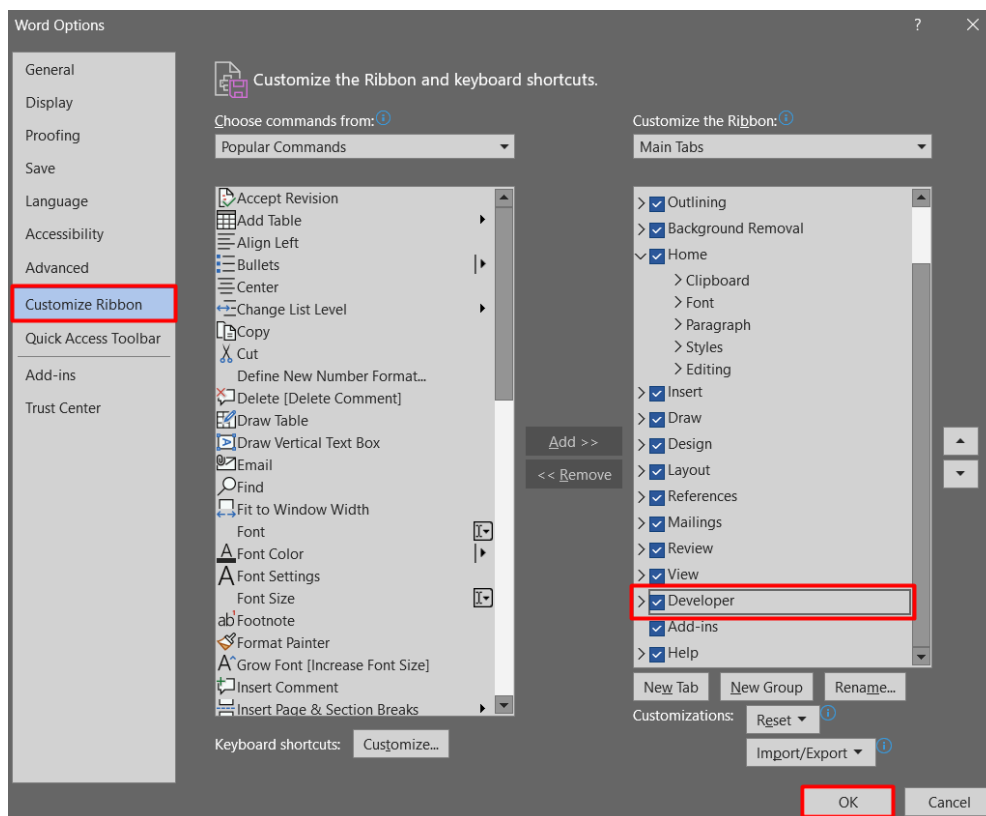 Word Options
?
General
Display
Proofing
Save
Language
Accessibility
Advanced
Customize Ribbon
Quick Access Toolbar
Add-ins
Trust Center
Customize the Ribbon and keyboard shortcuts.
Choose commands from:
Popular Commands
Accept Revision
Add Table
Align Left
Bullets
Center
Change List Level
Copy
Cut
Define New Number Format...
Delete [Delete Comment]
Draw Table
Draw Vertical Text Box
Email
Find
Fit to Window Width
Font
Font Color
Font Settings
Font Size
Footnote
Format Painter
Grow Font [Increase Font Size]
Insert Comment
Insert Page & Section Breaks
Keyboard shortcuts: Customize...
Add >>
<< Remove
Customize the Ribbon:
Main Tabs
Outlining
Background Removal
Home
Clipboard
Font
Paragraph
Styles
Editing
Insert
Draw
Design
Layout
References
Mailings
Review
View
Developer
Add-ins
Help
New Tab New Group Rename...
Customizations: Reset
Import/Export
OK Cancel